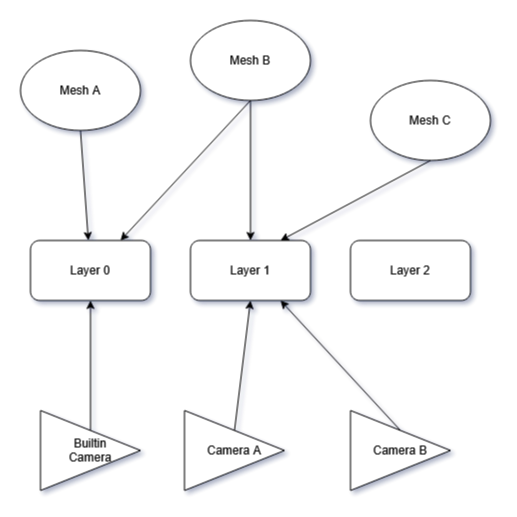 Mesh A
Mesh B
Mesh C
Layer 0
Layer 1
Layer 2
Builtin
Camera
Camera A
Camera B